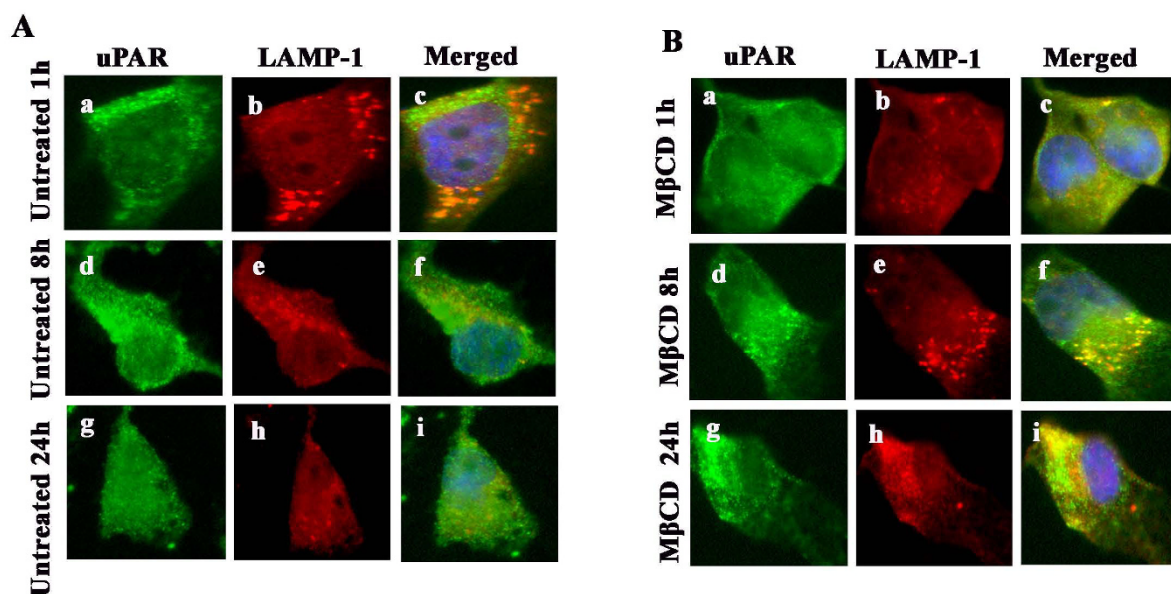 A
uPAR LAMP-1 Merged
Untreated 1h
a b c
Untreated 8h
d e f
Untreated 24h
g h i
B
uPAR LAMP-1 Merged
MβCD 1h
a b c
MβCD 8h
d e f
MβCD 24h
g h i